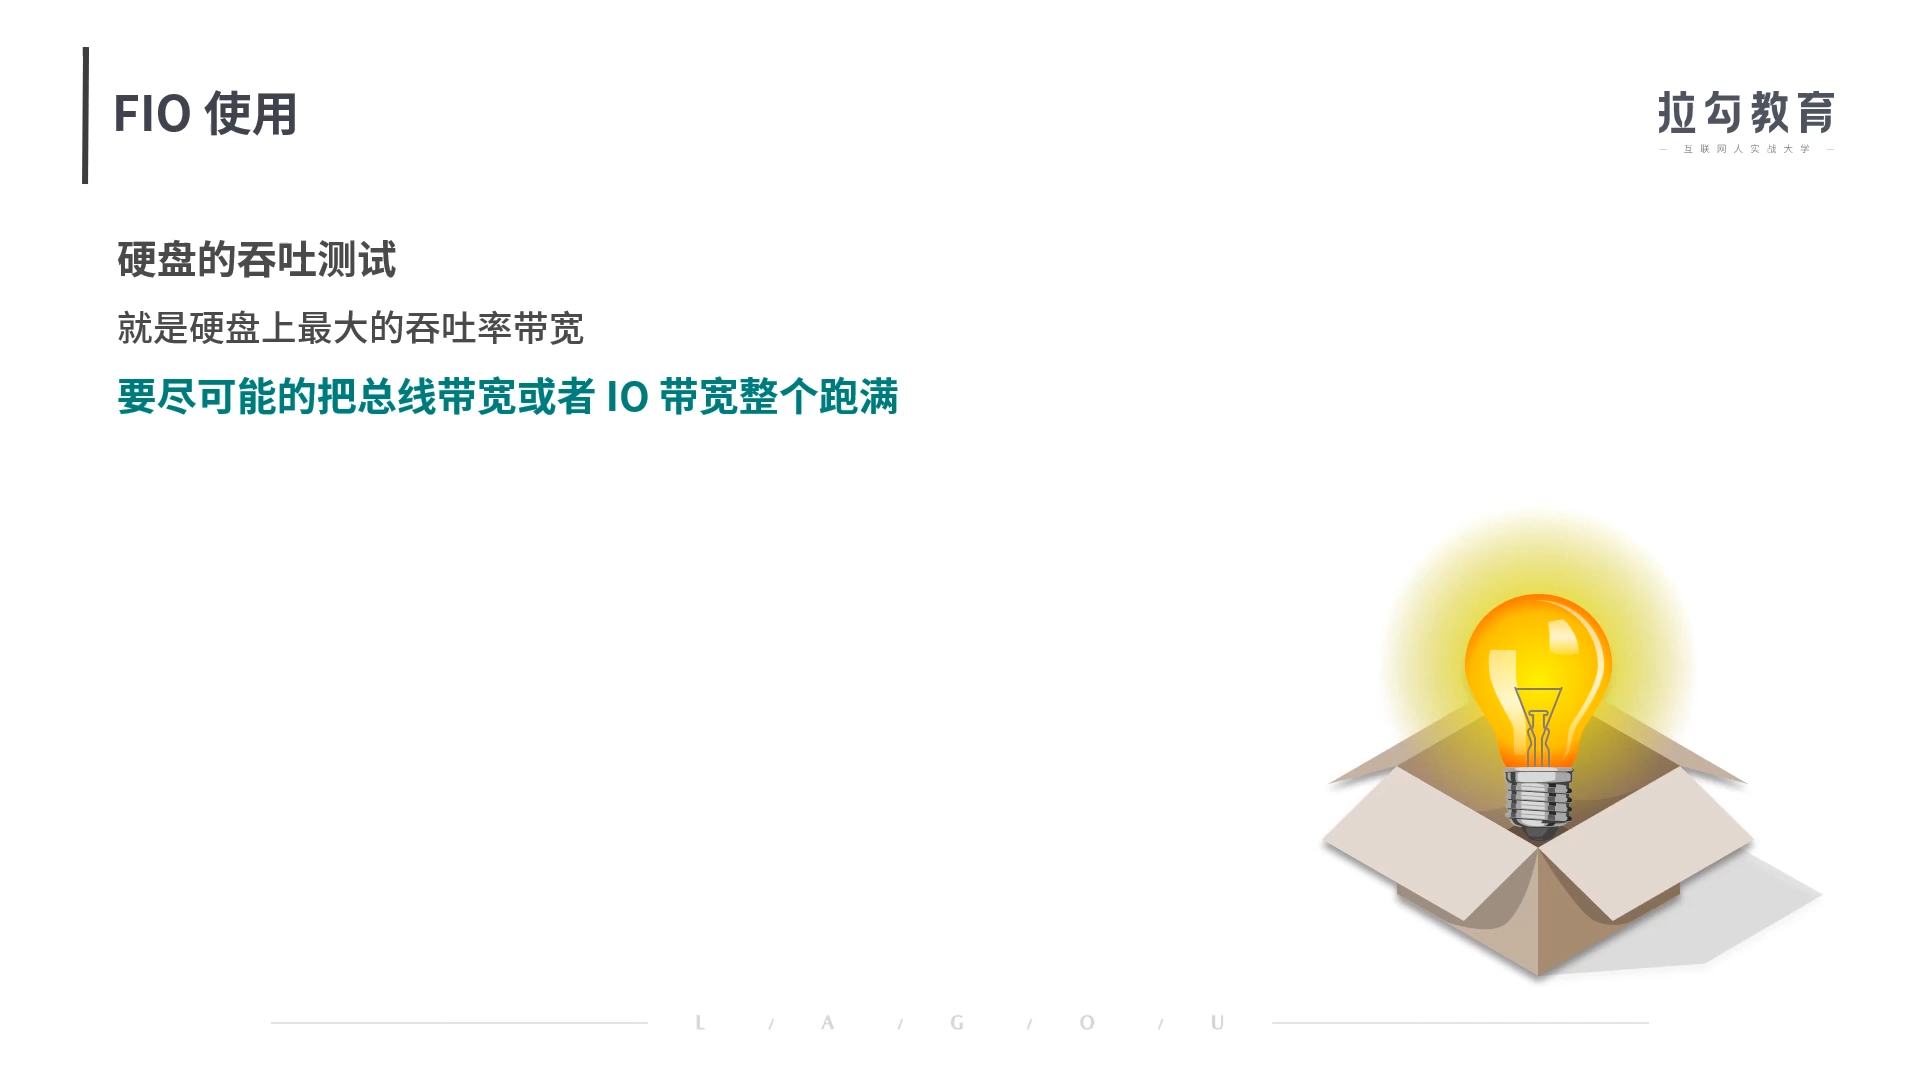 FIO 使用
拉勾教育
— 互联网人实战大学 —
硬盘的吞吐测试
就是硬盘上最大的吞吐率带宽
要尽可能的把总线带宽或者 IO 带宽整个跑满
L / A / G / O / U